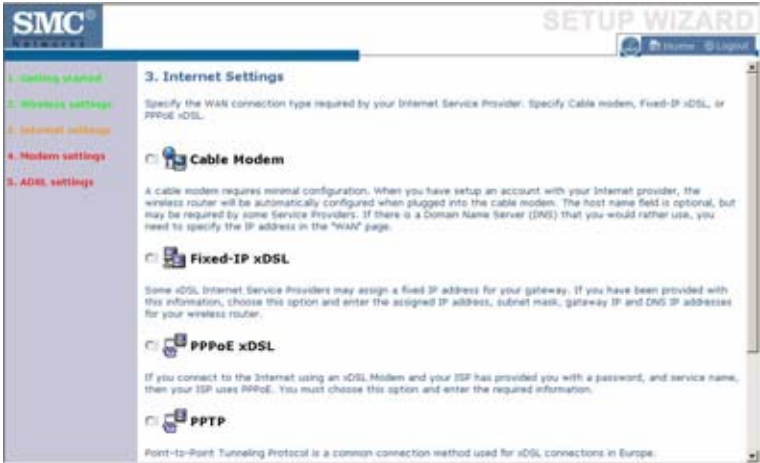 SMC®
Networks
SETUP WIZARD
Home Logout
1. Getting started
2. Wireless settings
3. Internet settings
4. Modem settings
5. ADSL settings
3. Internet Settings
Specify the WAN connection type required by your Internet Service Provider. Specify Cable modem, Fixed-IP xDSL, or
PPPoE xDSL.
Cable Modem
A cable modem requires minimal configuration. When you have setup an account with your Internet provider, the
wireless router will be automatically configured when plugged into the cable modem. The host name field is optional, but
may be required by some Service Providers. If there is a Domain Name Server (DNS) that you would rather use, you
need to specify the IP address in the "WAN" page.
Fixed-IP xDSL
Some xDSL Internet Service Providers may assign a fixed IP address for your gateway. If you have been provided with
this information, choose this option and enter the assigned IP address, subnet mask, gateway IP and DNS IP addresses
for your wireless router.
PPPoE xDSL
If you connect to the Internet using an xDSL Modem and your ISP has provided you with a password, and service name,
then your ISP uses PPPoE. You must choose this option and enter the required information.
PPTP
Point-to-Point Tunneling Protocol is a common connection method used for xDSL connections in Europe.